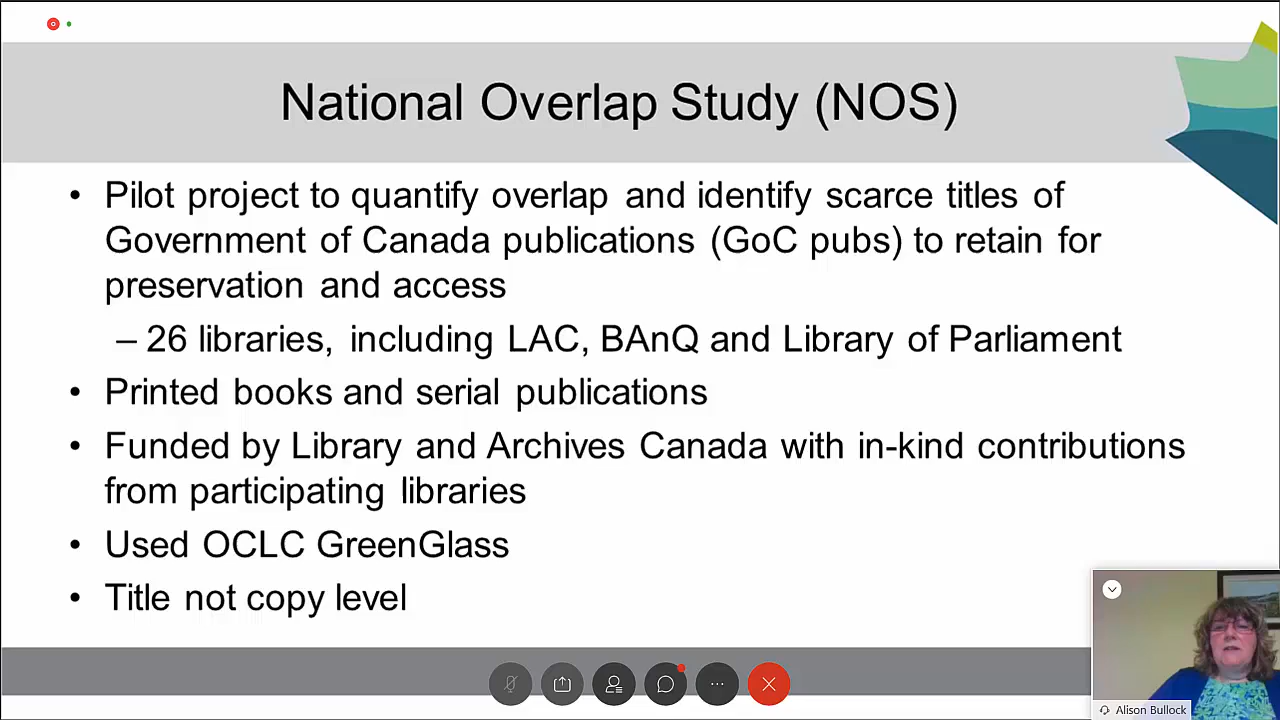 National Overlap Study (NOS)
• Pilot project to quantify overlap and identify scarce titles of
Government of Canada publications (GoC pubs) to retain for
preservation and access
– 26 libraries, including LAC, BAnQ and Library of Parliament
• Printed books and serial publications
• Funded by Library and Archives Canada with in-kind contributions
from participating libraries
• Used OCLC GreenGlass
• Title not copy level
Alison Bullock